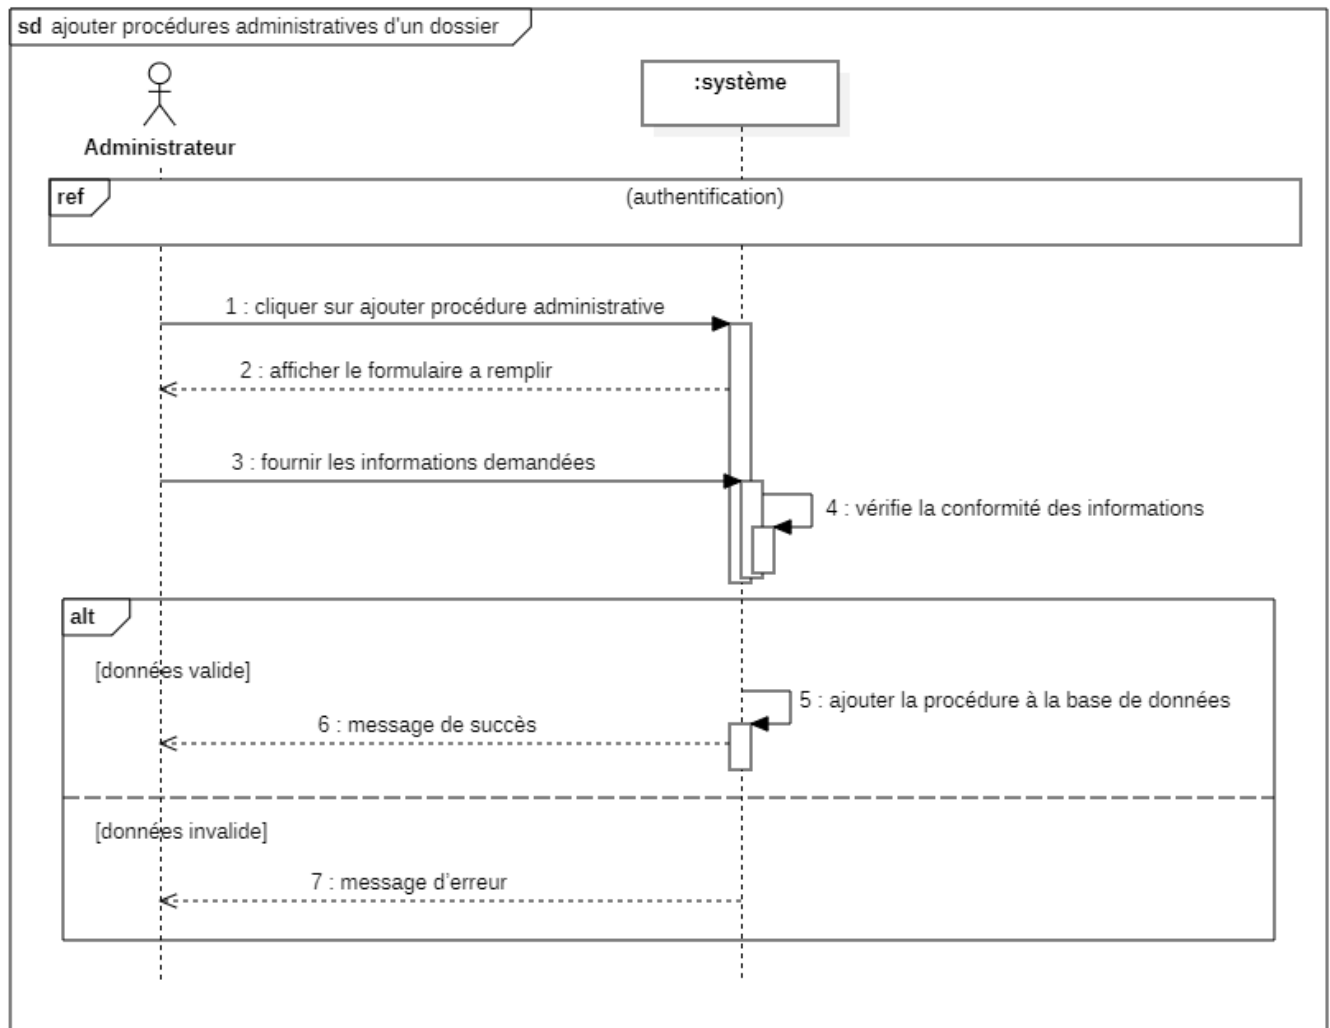 sd ajouter procédures administratives d'un dossier
:système
Administrateur
ref
(authentification)
1 : cliquer sur ajouter procédure administrative
2 : afficher le formulaire a remplir
3 : fournir les informations demandées
4 : vérifie la conformité des informations
alt
[données valide]
5 : ajouter la procédure à la base de données
6 : message de succès
[données invalide]
7 : message d'erreur